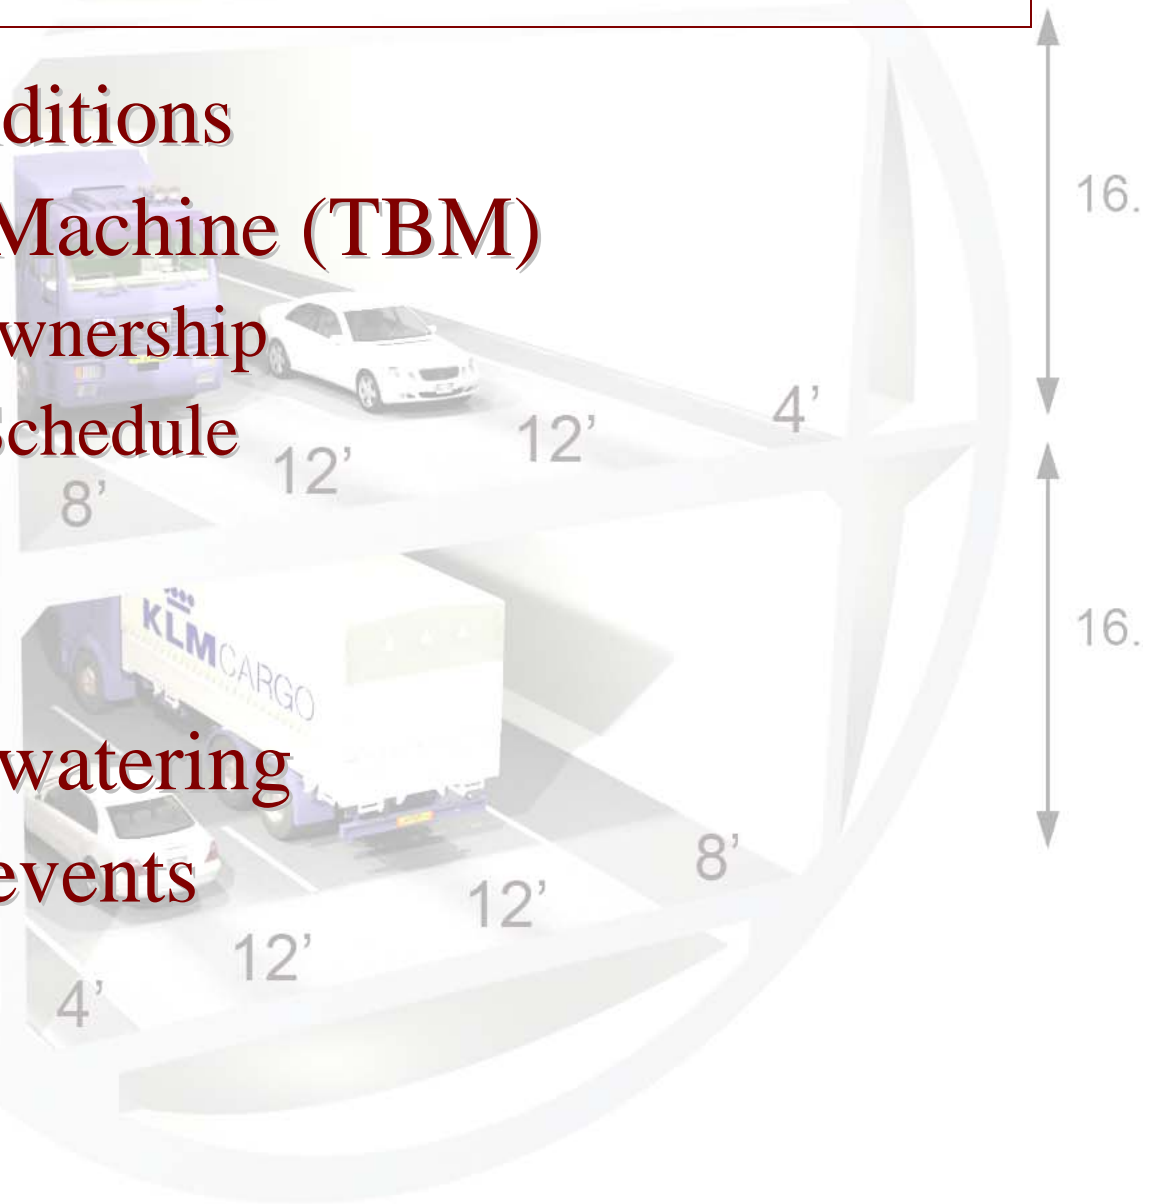 ditions
Machine (TBM)
wnership
Schedule
watering
events
16.
4’
12’
12’
8’
16.
KLM CARGO
8’
12’
12’
4’